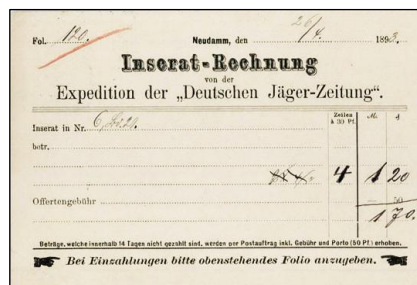 Fol. 120.
Neudamm, den 26/4. 1893.
Inserat-Rechnung
von der
Expedition der „Deutschen Jäger-Zeitung“.
Zeilen à 30 Pf. M. ₰
Inserat in Nr. 6,
betr.
4 1 20
Offertengebühr 50
1 70.
Beträge, welche innerhalb 14 Tagen nicht gezahlt sind, werden per Postauftrag inkl. Gebühr und Porto (50 Pf.) erhoben.
Bei Einzahlungen bitte obenstehendes Folio anzugeben.